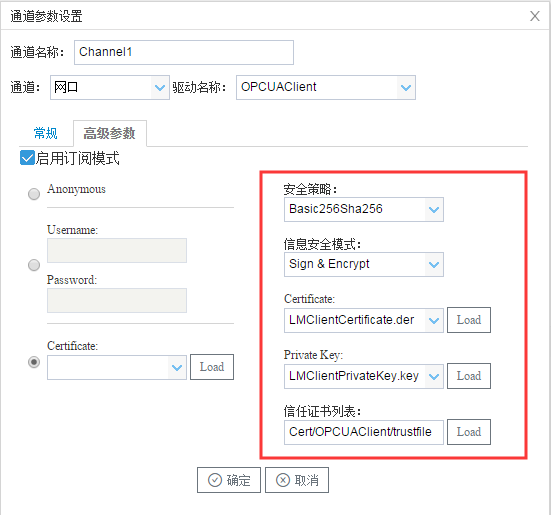 通道参数设置
通道名称： Channel1
通道： 网口 驱动名称： OPCUAClient
常规 高级参数
启用订阅模式
Anonymous
Username:
Password:
Certificate:
Load
安全策略：
Basic256Sha256
信息安全模式：
Sign & Encrypt
Certificate:
LMClientCertificate.der Load
Private Key:
LMClientPrivateKey.key Load
信任证书列表：
Cert/OPCUAClient/trustfile Load
确定 取消